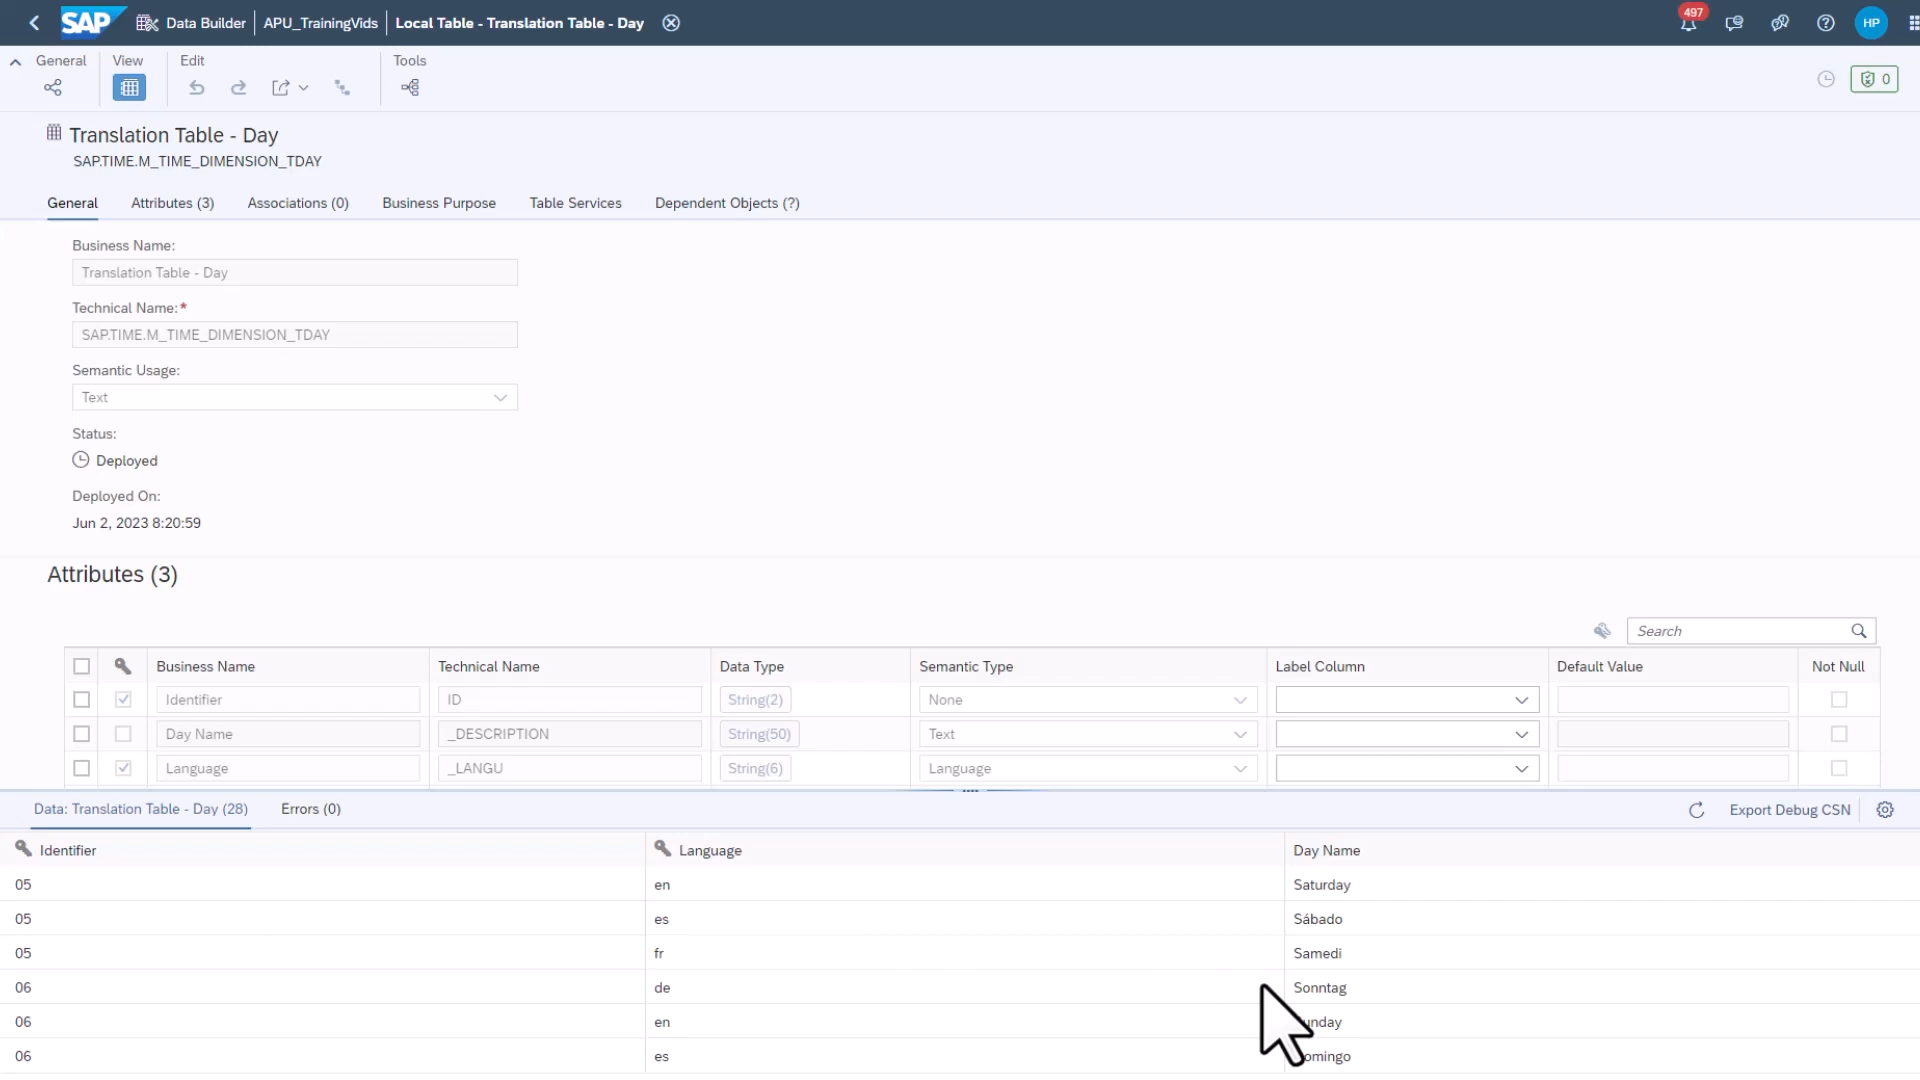 SAP Data Builder APU_TrainingVids Local Table - Translation Table - Day 497 HP
General View Edit Tools
0
Translation Table - Day
SAP.TIME.M_TIME_DIMENSION_TDAY
General Attributes (3) Associations (0) Business Purpose Table Services Dependent Objects (?)
Business Name:
Translation Table - Day
Technical Name:*
SAP.TIME.M_TIME_DIMENSION_TDAY
Semantic Usage:
Text
Status:
Deployed
Deployed On:
Jun 2, 2023 8:20:59
Attributes (3)
Search
Business Name Technical Name Data Type Semantic Type Label Column Default Value Not Null
Identifier ID String(2) None
Day Name _DESCRIPTION String(50) Text
Language _LANGU String(6) Language
Data: Translation Table - Day (28) Errors (0) Export Debug CSN
Identifier Language Day Name
05 en Saturday
05 es Sábado
05 fr Samedi
06 de Sonntag
06 en unday
06 es omingo